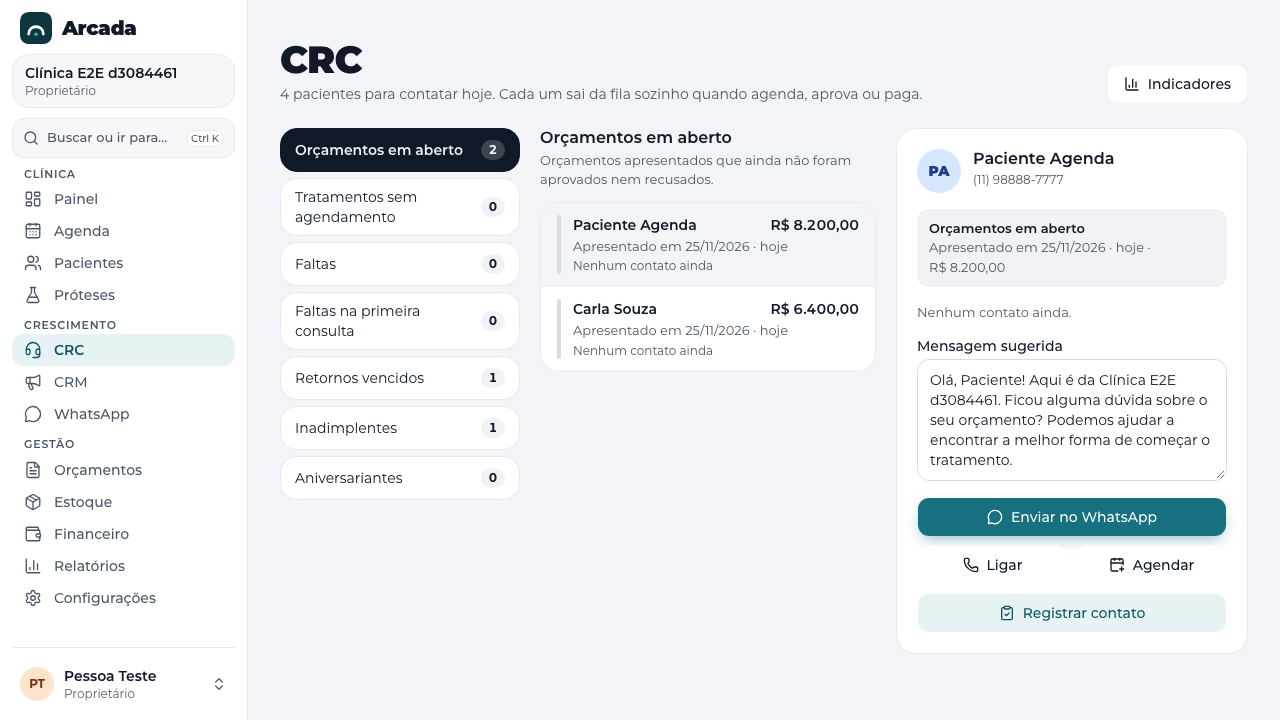 Arcada
Clínica E2E d3084461
Proprietário
Buscar ou ir para...
Ctrl K
CLÍNICA
Painel
Agenda
Pacientes
Próteses
CRESCIMENTO
CRC
CRM
WhatsApp
GESTÃO
Orçamentos
Estoque
Financeiro
Relatórios
Configurações
PT
Pessoa Teste
Proprietário
CRC
4 pacientes para contatar hoje. Cada um sai da fila sozinho quando agenda, aprova ou paga.
Indicadores
Orçamentos em aberto 2
Tratamentos sem
agendamento 0
Faltas 0
Faltas na primeira
consulta 0
Retornos vencidos 1
Inadimplentes 1
Aniversariantes 0
Orçamentos em aberto
Orçamentos apresentados que ainda não foram
aprovados nem recusados.
Paciente Agenda R$ 8.200,00
Apresentado em 25/11/2026 · hoje
Nenhum contato ainda
Carla Souza R$ 6.400,00
Apresentado em 25/11/2026 · hoje
Nenhum contato ainda
PA
Paciente Agenda
(11) 98888-7777
Orçamentos em aberto
Apresentado em 25/11/2026 · hoje ·
R$ 8.200,00
Nenhum contato ainda.
Mensagem sugerida
Olá, Paciente! Aqui é da Clínica E2E
d3084461. Ficou alguma dúvida sobre o
seu orçamento? Podemos ajudar a
encontrar a melhor forma de começar o
tratamento.
Enviar no WhatsApp
Ligar
Agendar
Registrar contato